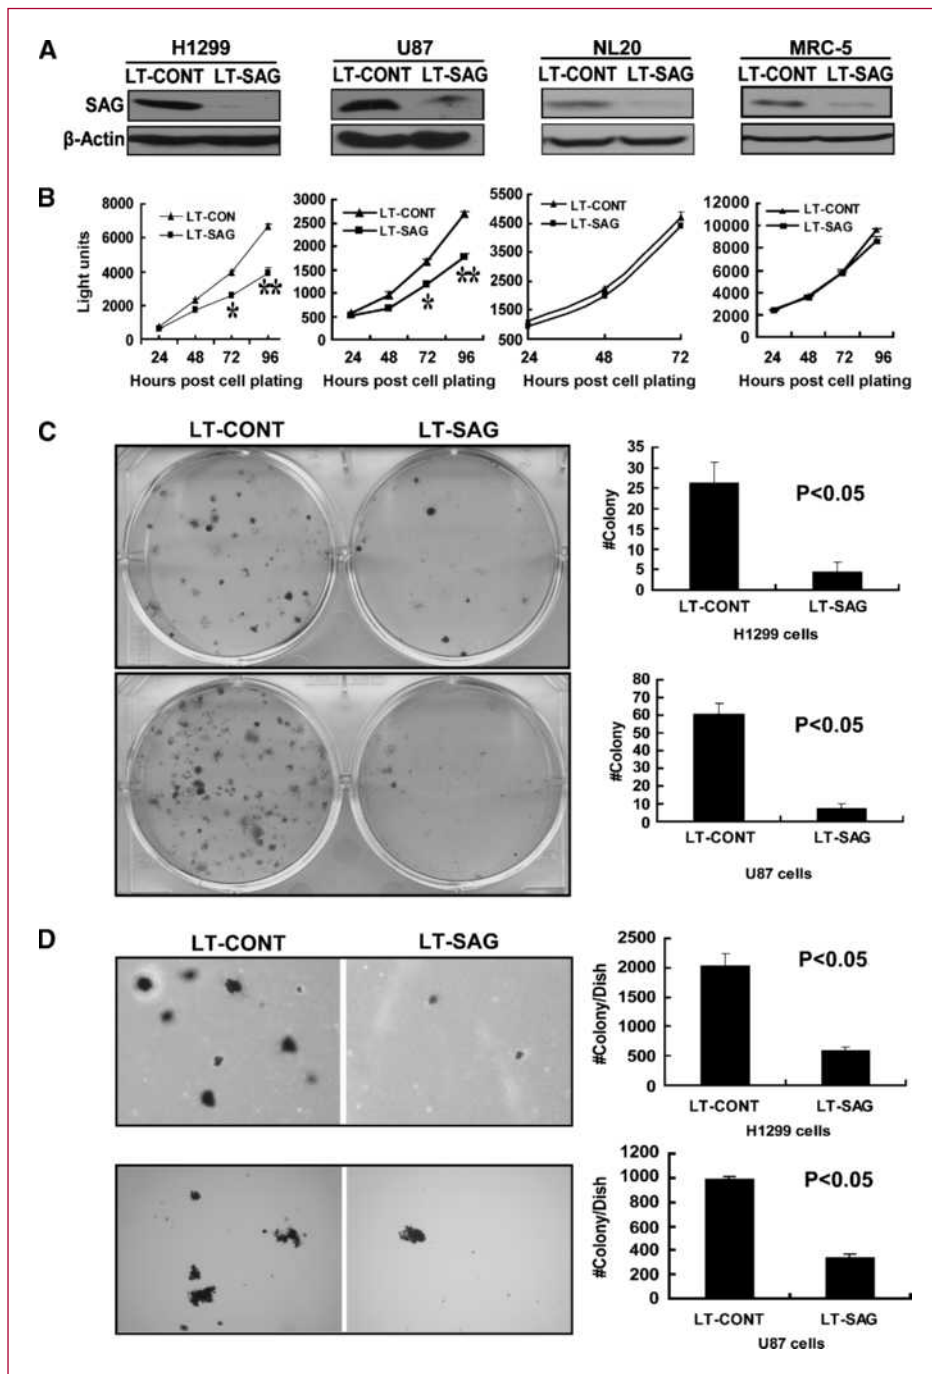 A
H1299 U87 NL20 MRC-5
LT-CONT LT-SAG LT-CONT LT-SAG LT-CONT LT-SAG LT-CONT LT-SAG
SAG
β-Actin
B
Light units
8000
6000
4000
2000
0
LT-CON
LT-SAG
*
**
24 48 72 96
Hours post cell plating
3000
2500
2000
1500
1000
500
0
LT-CONT
LT-SAG
*
**
24 48 72 96
Hours post cell plating
5500
4500
3500
2500
1500
500
LT-CONT
LT-SAG
24 48 72
Hours post cell plating
12000
10000
8000
6000
4000
2000
0
LT-CONT
LT-SAG
24 48 72 96
Hours post cell plating
C
LT-CONT LT-SAG
#Colony
35
30
25
20
15
10
5
0
P<0.05
LT-CONT LT-SAG
H1299 cells
#Colony
80
70
60
50
40
30
20
10
0
P<0.05
LT-CONT LT-SAG
U87 cells
D
LT-CONT LT-SAG
#Colony/Dish
2500
2000
1500
1000
500
0
P<0.05
LT-CONT LT-SAG
H1299 cells
#Colony/Dish
1200
1000
800
600
400
200
0
P<0.05
LT-CONT LT-SAG
U87 cells